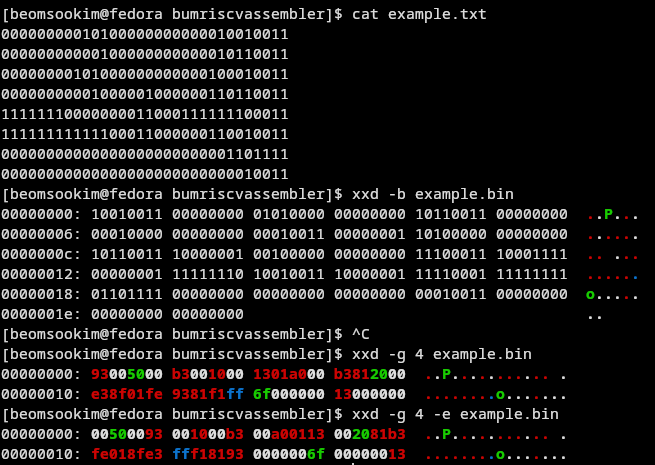 [beomsookim@fedora bumriscvassembler]$ cat example.txt
00000000010100000000000010010011
00000000000100000000000010110011
00000000101000000000000100010011
00000000001000001000000110110011
11111110000000011000111111100011
11111111111100011000000110010011
00000000000000000000000001101111
00000000000000000000000000010011
[beomsookim@fedora bumriscvassembler]$ xxd -b example.bin
00000000: 10010011 00000000 01010000 00000000 10110011 00000000  ..P...
00000006: 00010000 00000000 00010011 00000001 10100000 00000000  ......
0000000c: 10110011 10000001 00100000 00000000 11100011 10001111  .. ...
00000012: 00000001 11111110 10010011 10000001 11110001 11111111  ......
00000018: 01101111 00000000 00000000 00000000 00010011 00000000  o.....
0000001e: 00000000 00000000                                      ..
[beomsookim@fedora bumriscvassembler]$ ^C
[beomsookim@fedora bumriscvassembler]$ xxd -g 4 example.bin
00000000: 93005000 b3001000 1301a000 b3812000  ..P........... .
00000010: e38f01fe 9381f1ff 6f000000 13000000  ........o.......
[beomsookim@fedora bumriscvassembler]$ xxd -g 4 -e example.bin
00000000: 00500093 001000b3 00a00113 002081b3  ..P........... .
00000010: fe018fe3 fff18193 0000006f 00000013  ........o.......